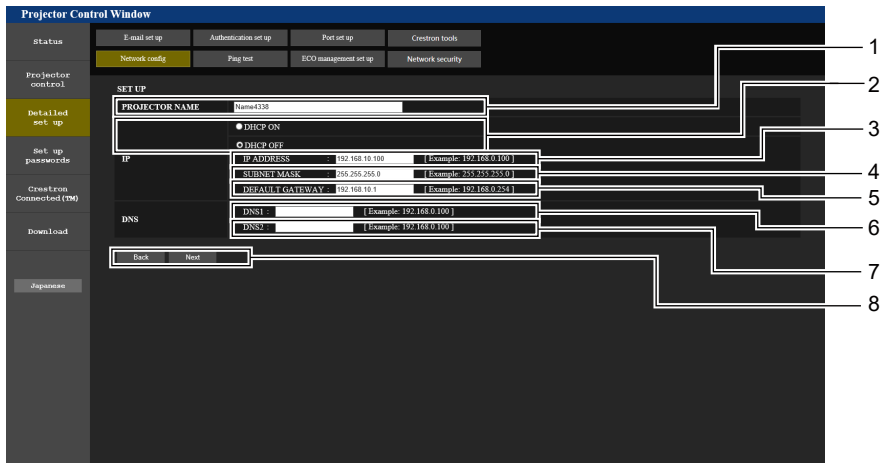 Projector Control Window
Status
Projector
control
Detailed
set up
Set up
passwords
Crestron
Connected(TM)
Download
Japanese
E-mail set up
Authentication set up
Port set up
Crestron tools
Network config
Ping test
ECO management set up
Network security
SET UP
PROJECTOR NAME Name4338
DHCP ON
DHCP OFF
IP
IP ADDRESS : 192.168.10.100 [ Example: 192.168.0.100 ]
SUBNET MASK : 255.255.255.0 [ Example: 255.255.255.0 ]
DEFAULT GATEWAY : 192.168.10.1 [ Example: 192.168.0.254 ]
DNS
DNS1 : [ Example: 192.168.0.100 ]
DNS2 : [ Example: 192.168.0.100 ]
Back Next
1
2
3
4
5
6
7
8